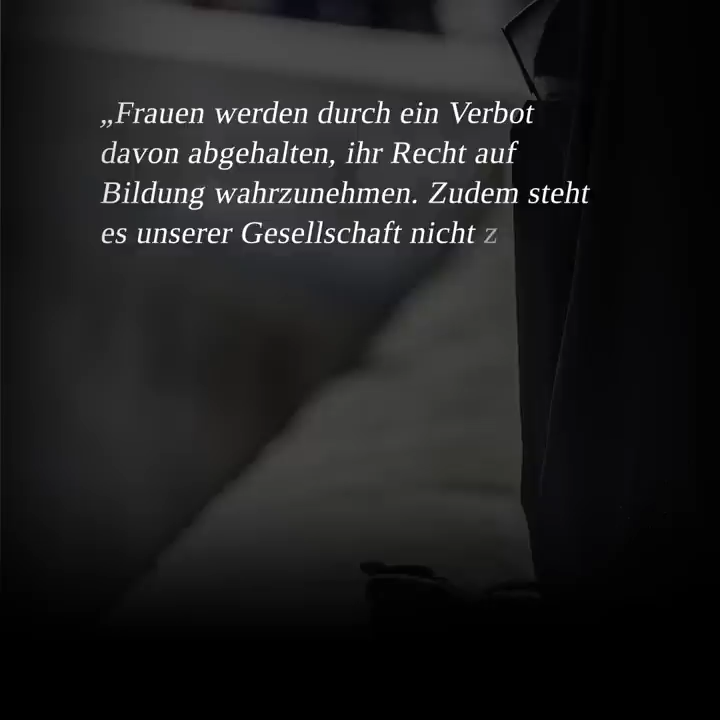 „Frauen werden durch ein Verbot
davon abgehalten, ihr Recht auf
Bildung wahrzunehmen. Zudem steht
es unserer Gesellschaft nicht z